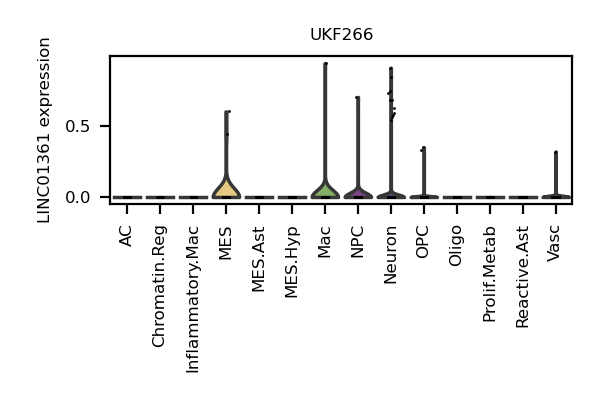 UKF266
LINC01361 expression
0.5
0.0
AC
Chromatin.Reg
Inflammatory.Mac
MES
MES.Ast
MES.Hyp
Mac
NPC
Neuron
OPC
Oligo
Prolif.Metab
Reactive.Ast
Vasc